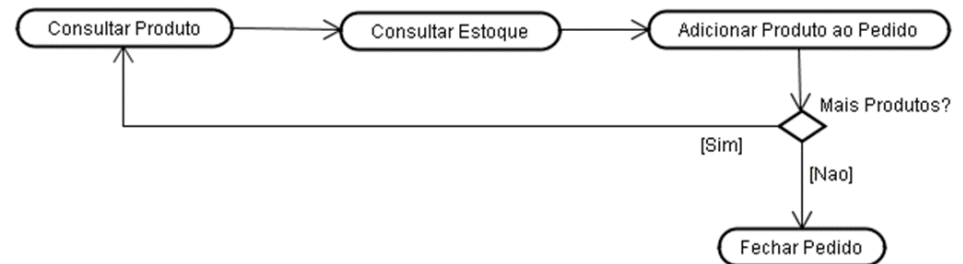 Consultar Produto
Consultar Estoque
Adicionar Produto ao Pedido
Mais Produtos?
[Sim]
[Nao]
Fechar Pedido